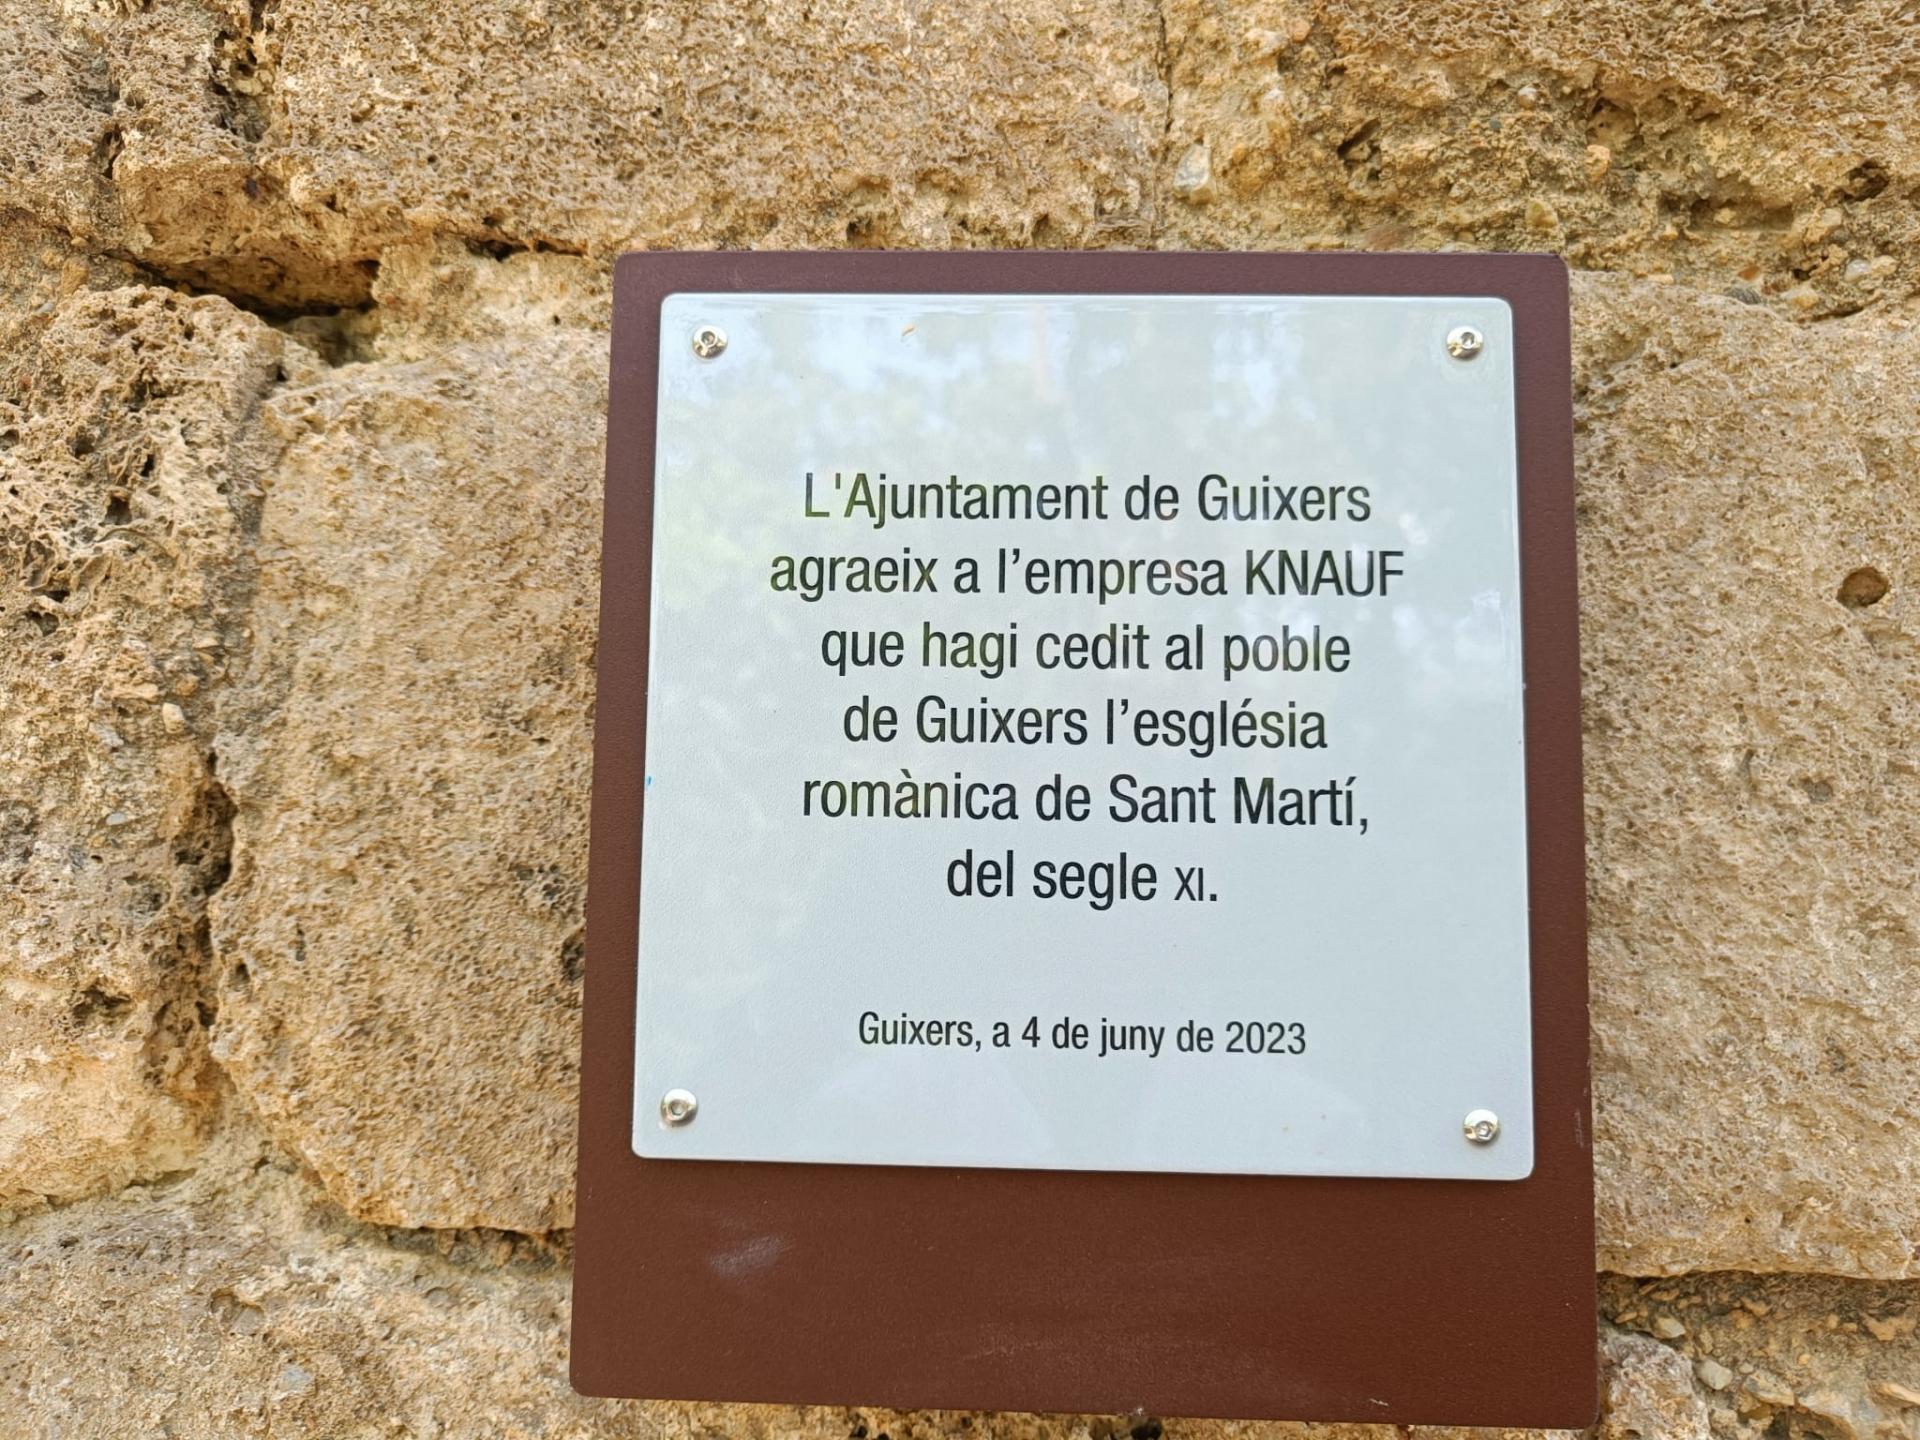 L'Ajuntament de Guixers
agraeix a l’empresa KNAUF
que hagi cedit al poble
de Guixers l’església
romànica de Sant Martí,
del segle XI.
Guixers, a 4 de juny de 2023